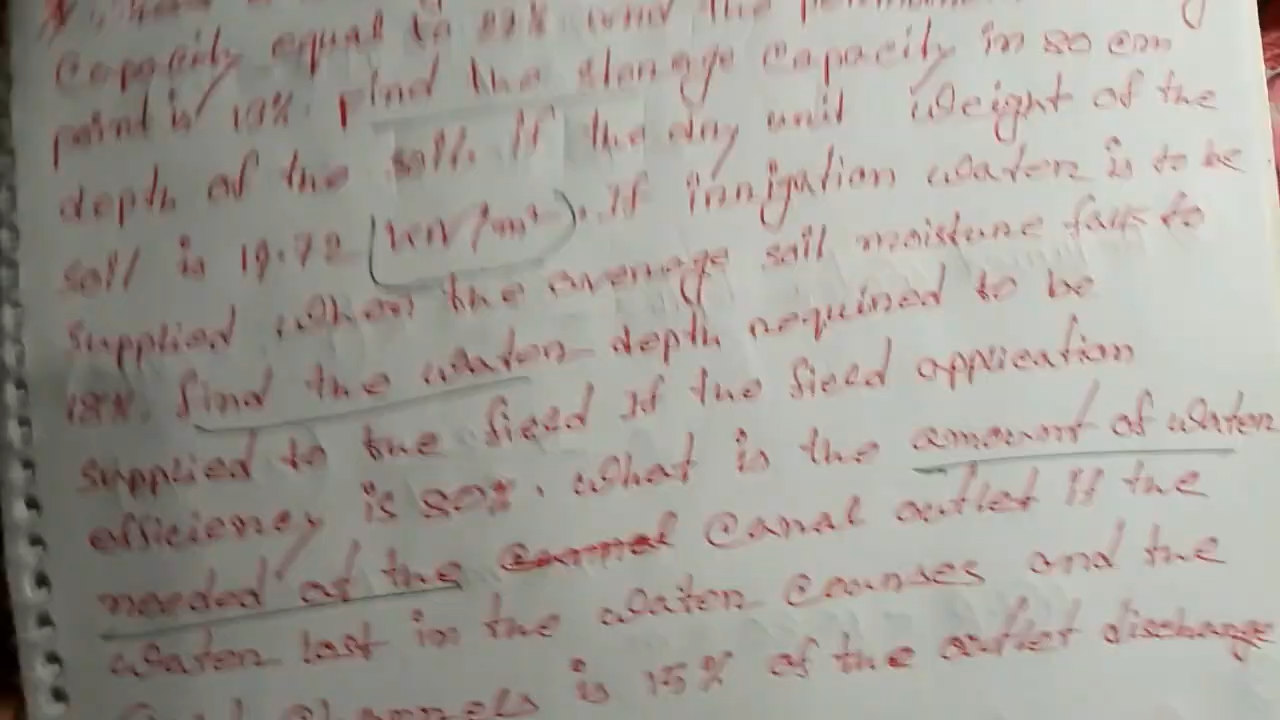 Capacity equal to 27% and the
point is 13%. Find the storage capacity in 80 cm
depth of the soil. If the dry unit weight of the
soil is 19.72 (kN/m³). If irrigation water is to be
supplied when the average soil moisture falls to
18%. find the water depth required to be
supplied to the field if the field application
efficiency is 80%. What is the amount of water
needed at the canal outlet if the
water lost in the water courses and the
channels is 15% of the outlet discharge